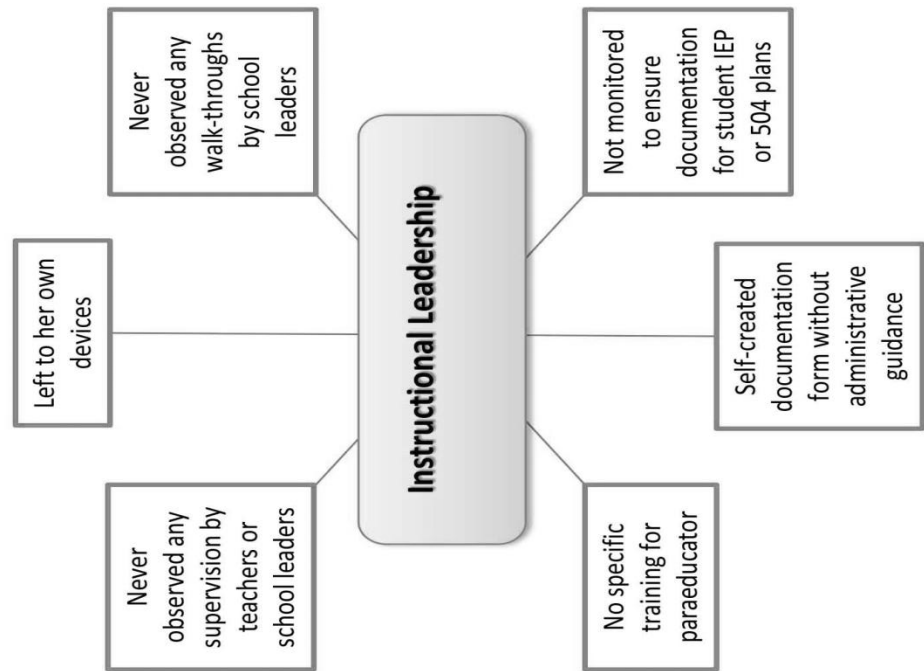 Never
observed any
supervision by
teachers or
school leaders
Left to her own
devices
Never
observed any
walk-throughs
by school
leaders
Instructional Leadership
No specific
training for
paraeducator
Self-created
documentation
form without
administrative
guidance
Not monitored
to ensure
documentation
for student IEP
or 504 plans